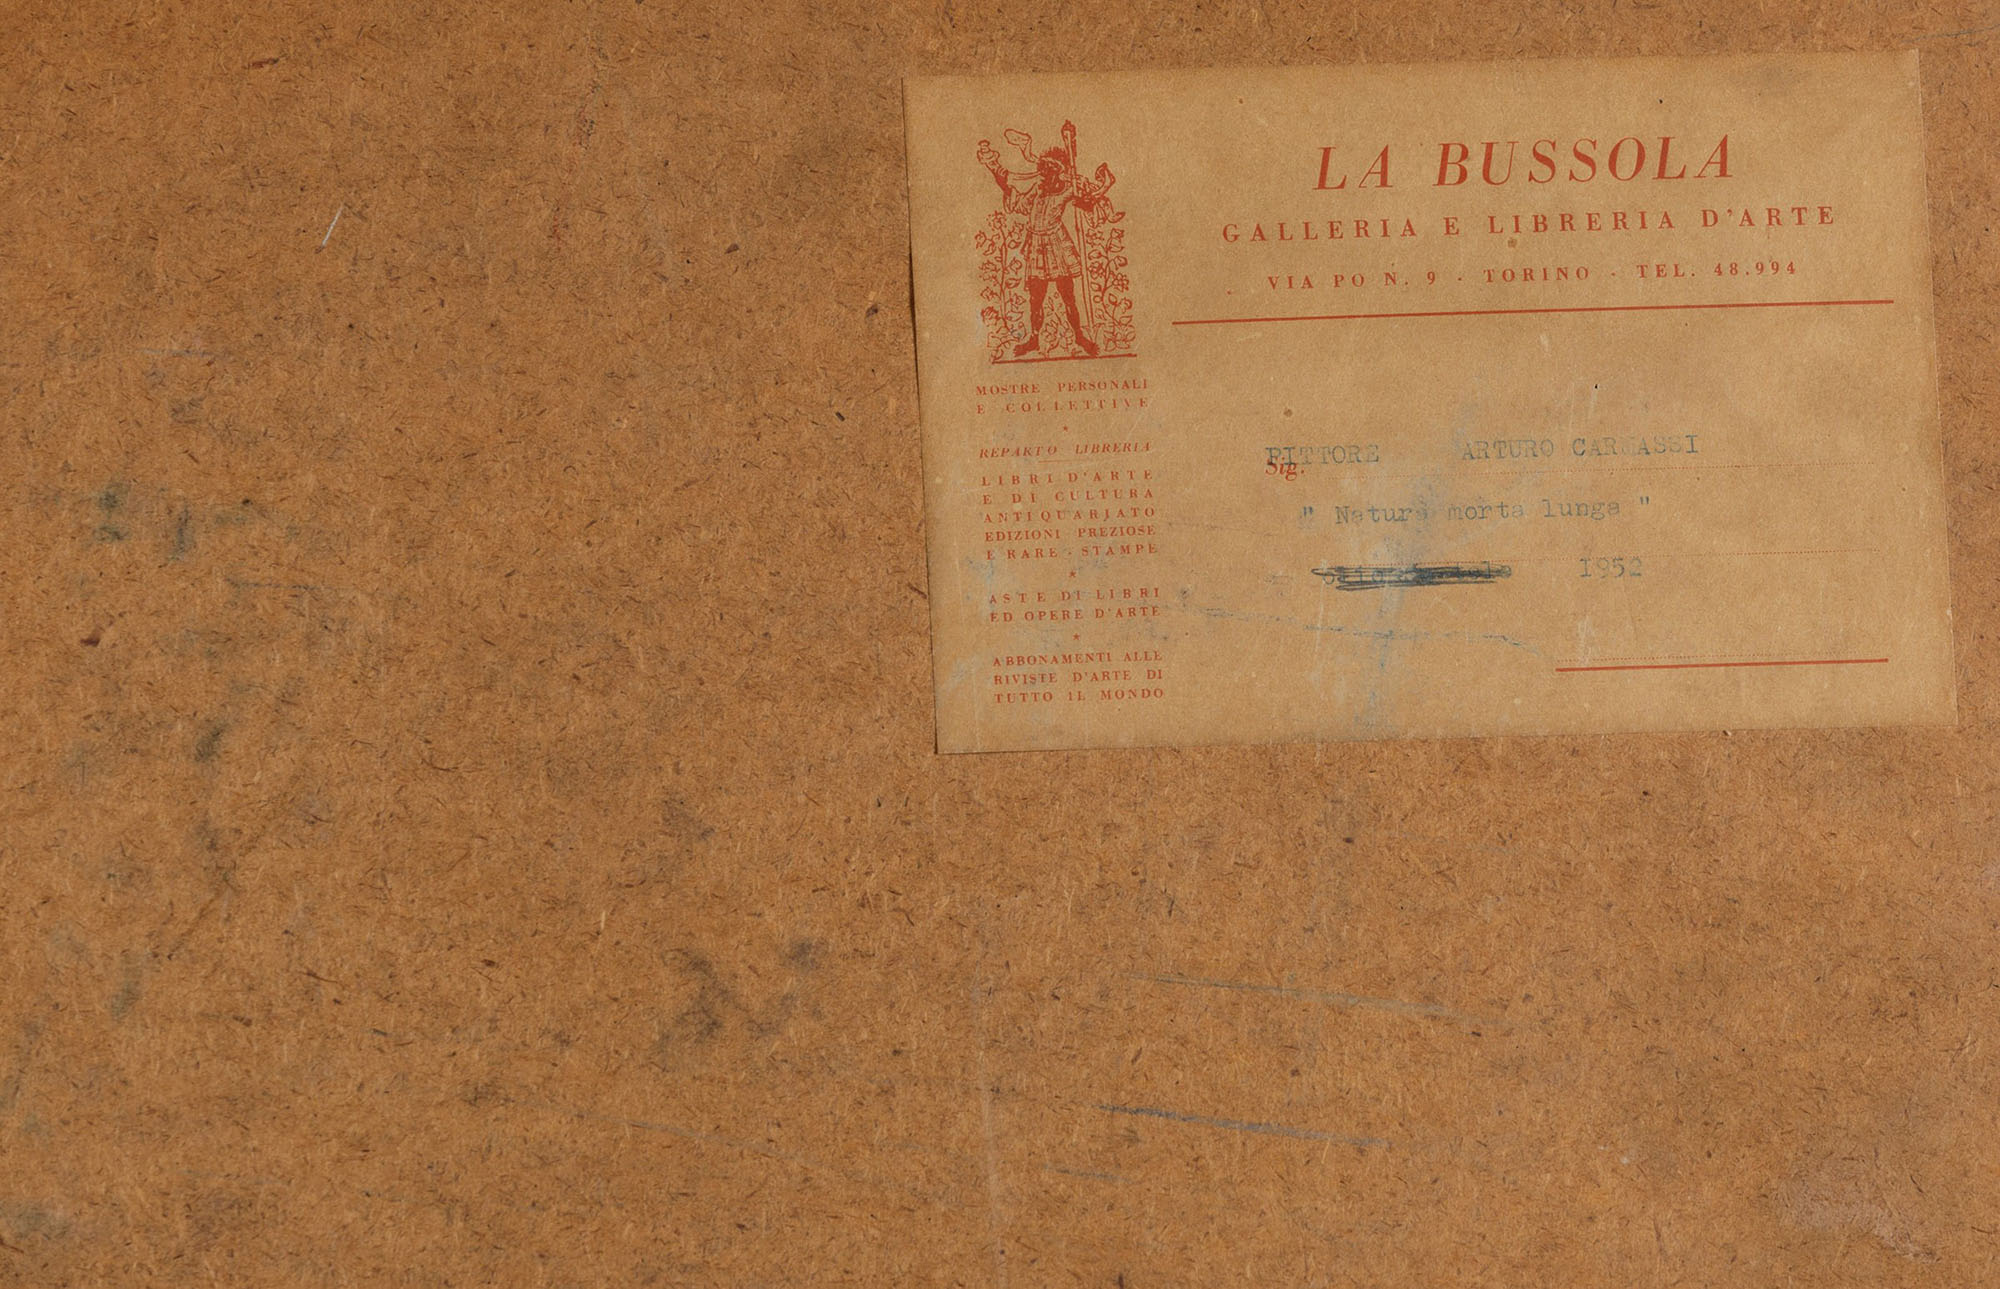 LA BUSSOLA
GALLERIA E LIBRERIA D'ARTE
VIA PO N. 9 - TORINO - TEL. 48.994
MOSTRE PERSONALI
E COLLETTIVE
*
REPARTO LIBRERIA
LIBRI D'ARTE
E DI CULTURA
ANTIQUARIATO
EDIZIONI PREZIOSE
E RARE - STAMPE
*
ASTE DI LIBRI
ED OPERE D'ARTE
*
ABBONAMENTI ALLE
RIVISTE D'ARTE DI
TUTTO IL MONDO
Sig.
PITTORE ARTURO CARMASSI
" Natura morta lunga "
1952